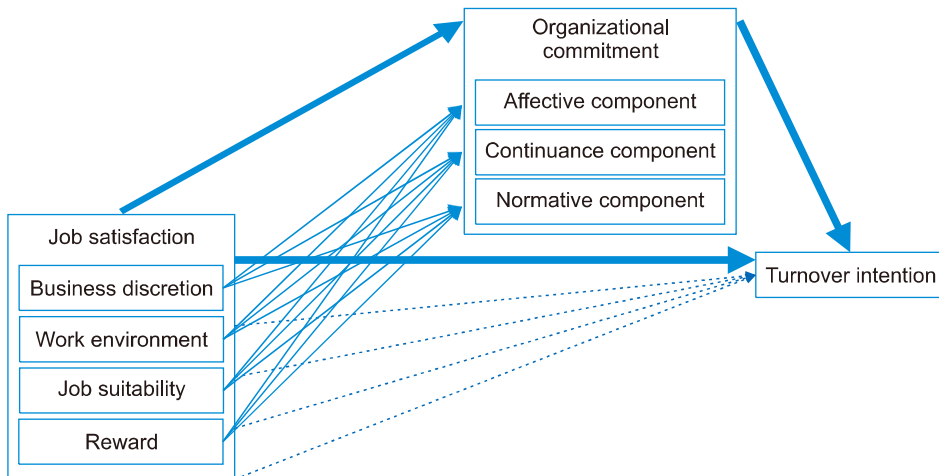 Organizational
commitment
Affective component
Continuance component
Normative component
Job satisfaction
Business discretion
Work environment
Job suitability
Reward
Turnover intention